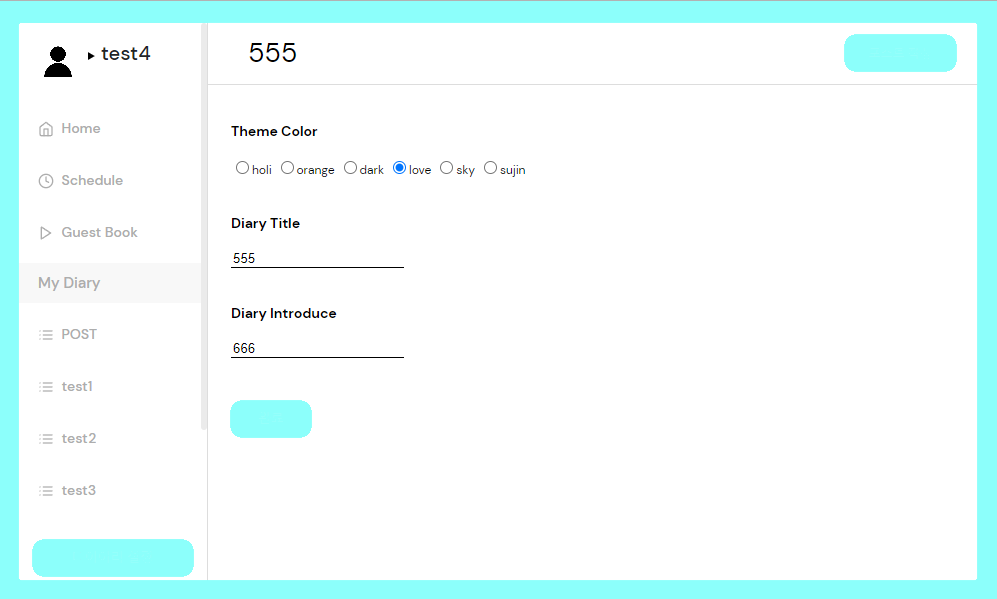 test4
555
Home
Schedule
Guest Book
My Diary
POST
test1
test2
test3
Theme Color
holi orange dark love sky sujin
Diary Title
555
Diary Introduce
666